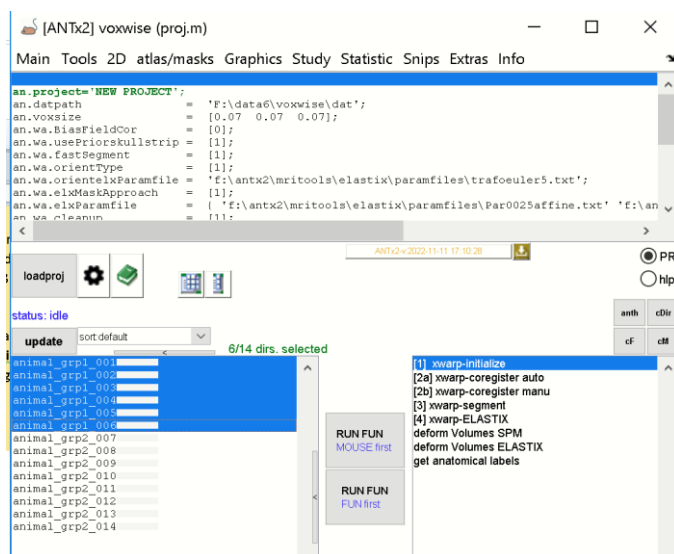 [ANTx2] voxwise (proj.m)
Main Tools 2D atlas/masks Graphics Study Statistic Snips Extras Info
an.project='NEW PROJECT';
an.datpath = 'F:\data6\voxwise\dat';
an.voxsize = [0.07 0.07 0.07];
an.wa.BiasFieldCor = [0];
an.wa.usePriorskullstrip = [1];
an.wa.fastSegment = [1];
an.wa.orientType = [1];
an.wa.orientelxParamfile = 'f:\antx2\mritools\elastix\paramfiles\trafoeuler5.txt';
an.wa.elxMaskApproach = [1];
an.wa.elxParamfile = { 'f:\antx2\mritools\elastix\paramfiles\Par0025affine.txt' 'f:\an
an.wa.cleanup = [1];
ANTx2-v:2022-11-11 17:10:28
PR
loadproj
hlp
status: idle
anth cDir
update
sort:default
6/14 dirs. selected
cF cM
animal_grp1_001
animal_grp1_002
animal_grp1_003
animal_grp1_004
animal_grp1_005
animal_grp1_006
animal_grp2_007
animal_grp2_008
animal_grp2_009
animal_grp2_010
animal_grp2_011
animal_grp2_012
animal_grp2_013
animal_grp2_014
RUN FUN
MOUSE first
RUN FUN
FUN first
[1] xwarp-initialize
[2a] xwarp-coregister auto
[2b] xwarp-coregister manu
[3] xwarp-segment
[4] xwarp-ELASTIX
deform Volumes SPM
deform Volumes ELASTIX
get anatomical labels